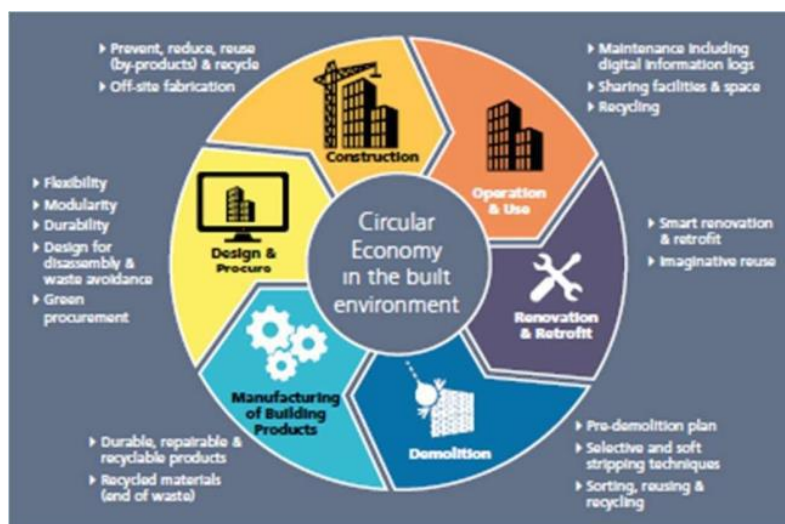 Circular
Economy
in the built
environment
Construction
Prevent, reduce, reuse
(by-products) & recycle
Off-site fabrication
Operation
& Use
Maintenance including
digital information logs
Sharing facilities & space
Recycling
Renovation
& Retrofit
Smart renovation
& retrofit
Imaginative reuse
Demolition
Pre-demolition plan
Selective and soft
stripping techniques
Sorting, reusing &
recycling
Manufacturing
of Building
Products
Durable, repairable &
recyclable products
Recycled materials
(end of waste)
Design &
Procure
Flexibility
Modularity
Durability
Design for
disassembly &
waste avoidance
Green
procurement